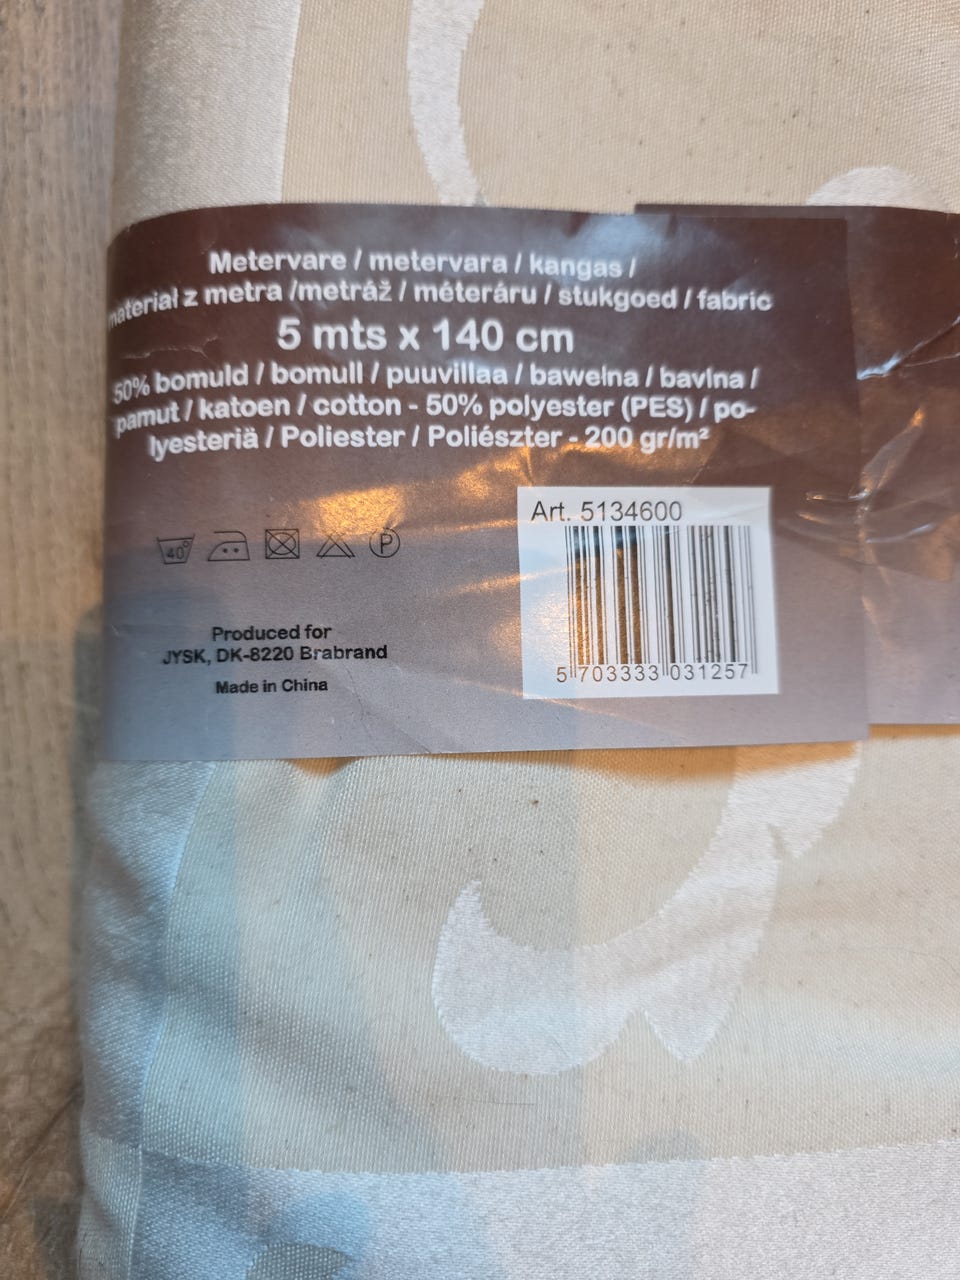 Metervare / metervara / kangas /
materiał z metra /metráž / méteráru / stukgoed / fabric
5 mts x 140 cm
50% bomuld / bomull / puuvillaa / bawelna / bavlna /
pamut / katoen / cotton - 50% polyester (PES) / po-
lyesteriä / Poliester / Poliészter - 200 gr/m²
Art. 5134600
40°
P
Produced for
JYSK, DK-8220 Brabrand
Made in China
5 703333 031257